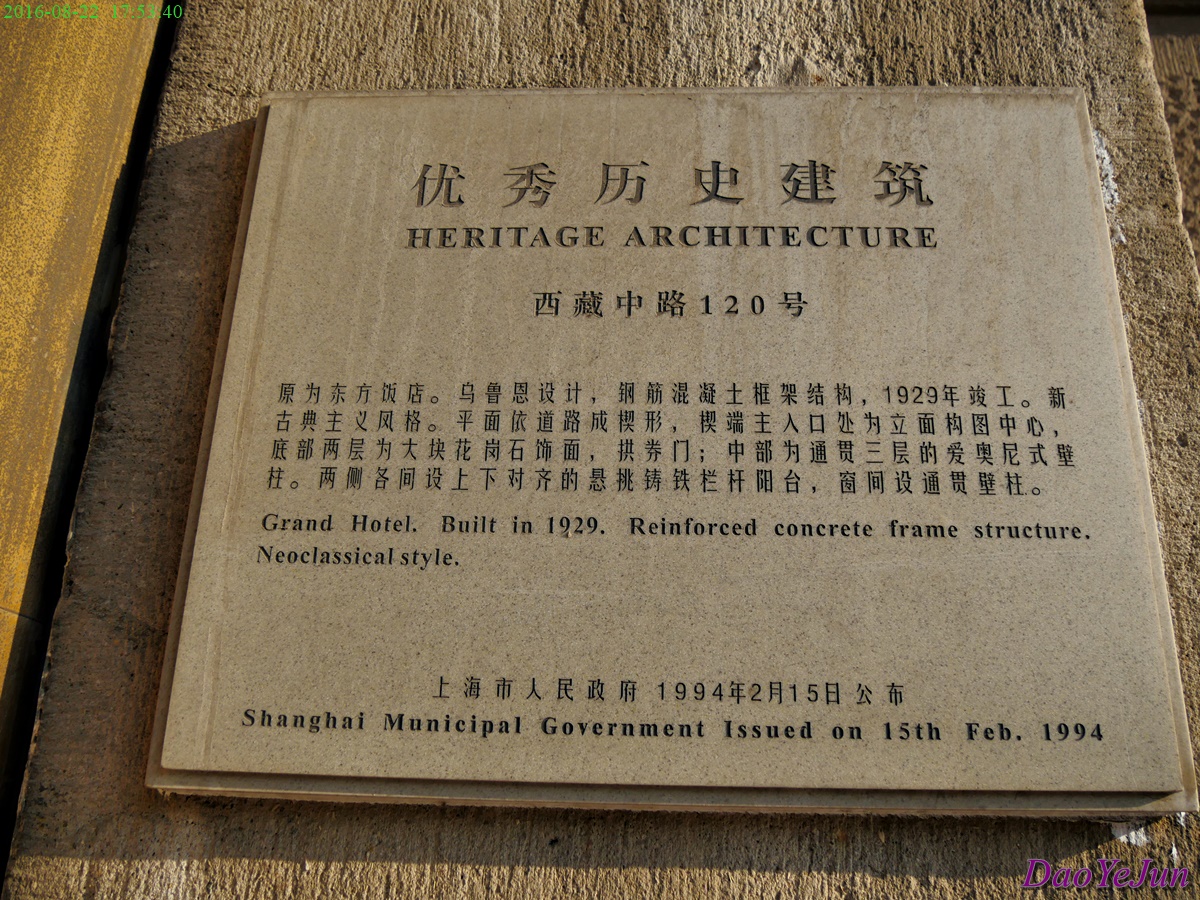 2016-08-22 17:53:40
优秀历史建筑
HERITAGE ARCHITECTURE
西藏中路120号
原为东方饭店。乌鲁恩设计，钢筋混凝土框架结构，1929年竣工。新
古典主义风格。平面依道路成楔形，楔端主入口处为立面构图中心，
底部两层为大块花岗石饰面，拱券门；中部为通贯三层的爱奥尼式壁
柱。两侧各间设上下对齐的悬挑铸铁栏杆阳台，窗间设通贯壁柱。
Grand Hotel. Built in 1929. Reinforced concrete frame structure.
Neoclassical style.
上海市人民政府 1994年2月15日公布
Shanghai Municipal Government Issued on 15th Feb. 1994
DaoYeJun